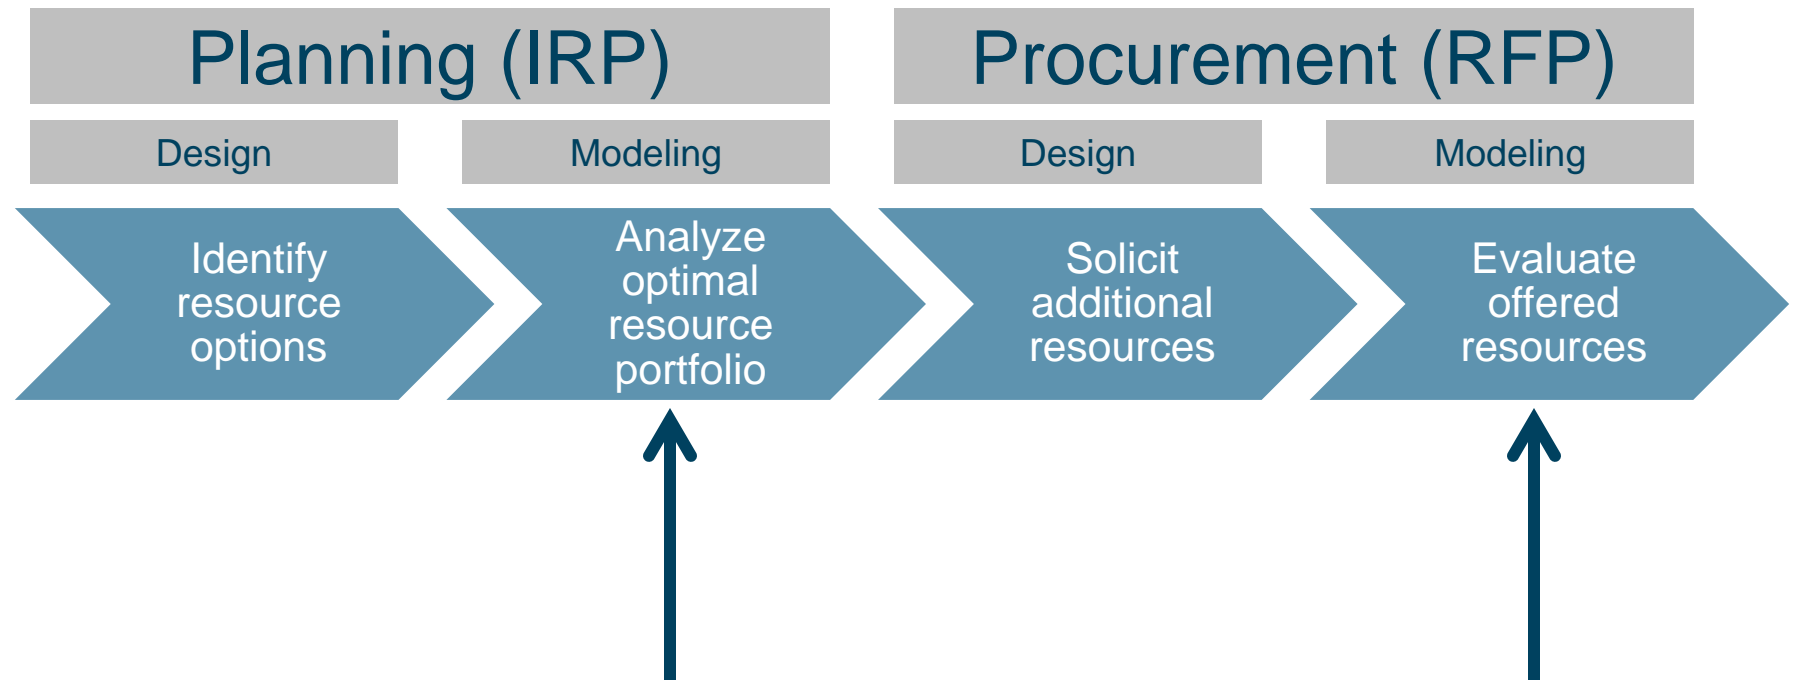 Planning (IRP)
Procurement (RFP)
Design
Modeling
Design
Modeling
Identify
resource
options
Analyze
optimal
resource
portfolio
Solicit
additional
resources
Evaluate
offered
resources